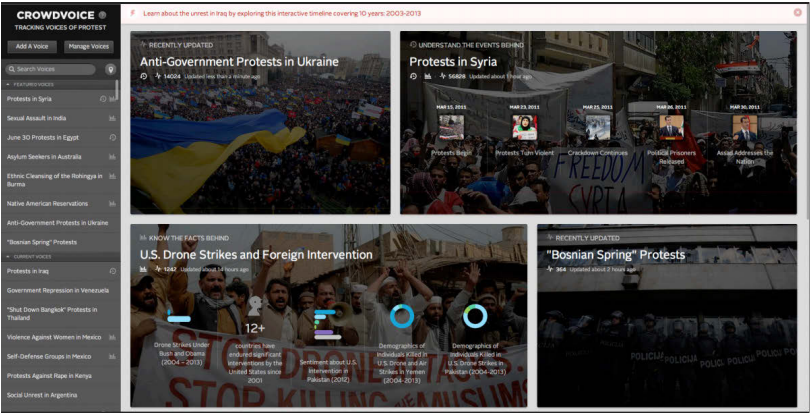 CROWDVOICE
TRACKING VOICES OF PROTEST
Add A Voice
Manage Voices
Search Voices
FEATURED VOICES
Protests in Syria
Sexual Assault in India
June 30 Protests in Egypt
Asylum Seekers in Australia
Ethnic Cleansing of the Rohingya in
Burma
Native American Reservations
Anti-Government Protests in Ukraine
"Bosnian Spring" Protests
CURRENT VOICES
Protests in Iraq
Government Repression in Venezuela
"Shut Down Bangkok" Protests in
Thailand
Violence Against Women in Mexico
Self-Defense Groups in Mexico
Protests Against Rape in Kenya
Social Unrest in Argentina
Learn about the unrest in Iraq by exploring this interactive timeline covering 10 years: 2003-2013
RECENTLY UPDATED
Anti-Government Protests in Ukraine
14024 Updated less than a minute ago
UNDERSTAND THE EVENTS BEHIND
Protests in Syria
56828 Updated about 1 hour ago
MAR 15, 2011
Protests Begin
MAR 23, 2011
Protests Turn Violent
MAR 25, 2011
Crackdown Continues
MAR 26, 2011
Political Prisoners
Released
MAR 30, 2011
Assad Addresses the
Nation
FREEDOM
KNOW THE FACTS BEHIND
U.S. Drone Strikes and Foreign Intervention
1242 Updated about 14 hours ago
Drone Strikes Under
Bush and Obama
(2004 - 2013)
12+
countries have
endured significant
interventions by the
United States since
2001
Sentiment about U.S.
Intervention in
Pakistan (2012)
Demographics of
Individuals Killed in
U.S. Drone and Air
Strikes in Yemen
(2004-2013)
Demographics of
Individuals Killed in
U.S. Drone Strikes in
Pakistan (2004-2013)
STOP KILLING THE MUSLIMS
RECENTLY UPDATED
"Bosnian Spring" Protests
364 Updated about 2 hours ago
POLICIJA POLICIJA POLICIJA